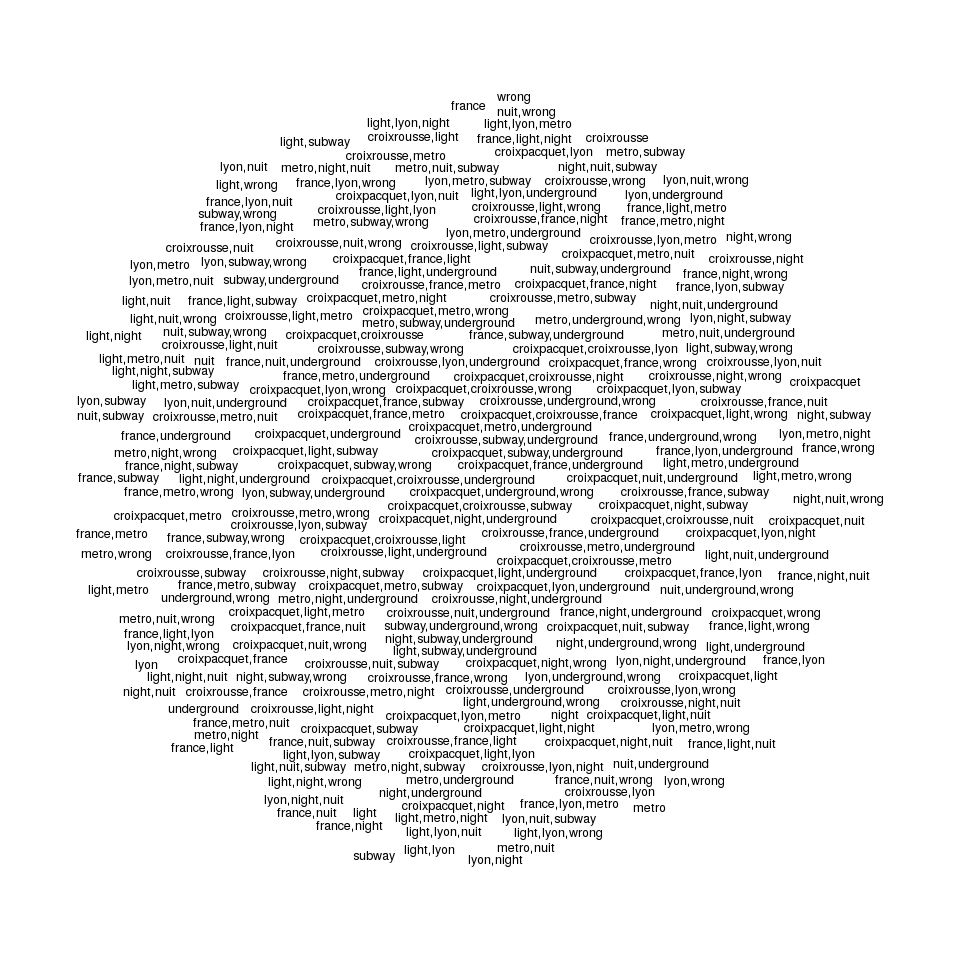 wrong
france
nuit,wrong
light,lyon,night light,lyon,metro
light,subway croixrousse,light france,light,night croixrousse
croixrousse,metro croixpacquet,lyon metro,subway
lyon,nuit metro,night,nuit metro,nuit,subway night,nuit,subway
light,wrong france,lyon,wrong lyon,metro,subway croixrousse,wrong lyon,nuit,wrong
france,lyon,nuit croixpacquet,lyon,nuit light,lyon,underground lyon,underground
subway,wrong croixrousse,light,lyon croixrousse,light,wrong france,light,metro
france,lyon,night metro,subway,wrong croixrousse,france,night france,metro,night
lyon,metro,underground
croixrousse,nuit croixrousse,nuit,wrong croixrousse,light,subway croixrousse,lyon,metro night,wrong
lyon,metro lyon,subway,wrong croixpacquet,france,light croixpacquet,metro,nuit croixrousse,night
france,light,underground nuit,subway,underground france,night,wrong
lyon,metro,nuit subway,underground croixrousse,france,metro croixpacquet,france,night france,lyon,subway
light,nuit france,light,subway croixpacquet,metro,night croixrousse,metro,subway night,nuit,underground
light,nuit,wrong croixrousse,light,metro croixpacquet,metro,wrong metro,underground,wrong lyon,night,subway
metro,subway,underground
light,night nuit,subway,wrong croixpacquet,croixrousse france,subway,underground metro,nuit,underground
croixrousse,light,nuit croixrousse,subway,wrong croixpacquet,croixrousse,lyon light,subway,wrong
light,metro,nuit nuit france,nuit,underground croixrousse,lyon,underground croixpacquet,france,wrong croixrousse,lyon,nuit
light,night,subway france,metro,underground croixpacquet,croixrousse,night croixrousse,night,wrong croixpacquet
light,metro,subway croixpacquet,lyon,wrong croixpacquet,croixrousse,wrong croixpacquet,lyon,subway
lyon,subway lyon,nuit,underground croixpacquet,france,subway croixrousse,underground,wrong croixrousse,france,nuit
nuit,subway croixrousse,metro,nuit croixpacquet,france,metro croixpacquet,croixrousse,france croixpacquet,light,wrong night,subway
croixpacquet,metro,underground
france,underground croixpacquet,underground croixrousse,subway,underground france,underground,wrong lyon,metro,night
metro,night,wrong croixpacquet,light,subway croixpacquet,subway,underground france,lyon,underground france,wrong
france,night,subway croixpacquet,subway,wrong croixpacquet,france,underground light,metro,underground
france,subway light,night,underground croixpacquet,croixrousse,underground croixpacquet,nuit,underground light,metro,wrong
france,metro,wrong lyon,subway,underground croixpacquet,underground,wrong croixrousse,france,subway night,nuit,wrong
croixpacquet,croixrousse,subway croixpacquet,night,subway
croixpacquet,metro croixrousse,metro,wrong croixpacquet,night,underground croixpacquet,croixrousse,nuit croixpacquet,nuit
croixrousse,lyon,subway
france,metro france,subway,wrong croixpacquet,croixrousse,light croixrousse,france,underground croixpacquet,lyon,night
metro,wrong croixrousse,france,lyon croixrousse,light,underground croixrousse,metro,underground light,nuit,underground
croixpacquet,croixrousse,metro
croixrousse,subway croixrousse,night,subway croixpacquet,light,underground croixpacquet,france,lyon france,night,nuit
light,metro france,metro,subway croixpacquet,metro,subway croixpacquet,lyon,underground nuit,underground,wrong
underground,wrong metro,night,underground croixrousse,night,underground
metro,nuit,wrong croixpacquet,light,metro croixrousse,nuit,underground france,night,underground croixpacquet,wrong
france,light,lyon croixpacquet,france,nuit subway,underground,wrong croixpacquet,nuit,subway france,light,wrong
lyon,night,wrong croixpacquet,nuit,wrong night,subway,underground night,underground,wrong light,underground
light,subway,underground
lyon croixpacquet,france croixrousse,nuit,subway croixpacquet,night,wrong lyon,night,underground france,lyon
light,night,nuit night,subway,wrong croixrousse,france,wrong lyon,underground,wrong croixpacquet,light
night,nuit croixrousse,france croixrousse,metro,night croixrousse,underground croixrousse,lyon,wrong
light,underground,wrong croixrousse,night,nuit
underground croixrousse,light,night croixpacquet,lyon,metro night croixpacquet,light,nuit
france,metro,nuit croixpacquet,subway croixpacquet,light,night lyon,metro,wrong
metro,night france,nuit,subway croixrousse,france,light croixpacquet,night,nuit france,light,nuit
france,light light,lyon,subway croixpacquet,light,lyon
light,nuit,subway metro,night,subway croixrousse,lyon,night nuit,underground
light,night,wrong metro,underground france,nuit,wrong lyon,wrong
night,underground croixrousse,lyon
lyon,night,nuit croixpacquet,night france,lyon,metro metro
france,nuit light light,metro,night lyon,nuit,subway
france,night light,lyon,nuit light,lyon,wrong
subway light,lyon metro,nuit
lyon,night